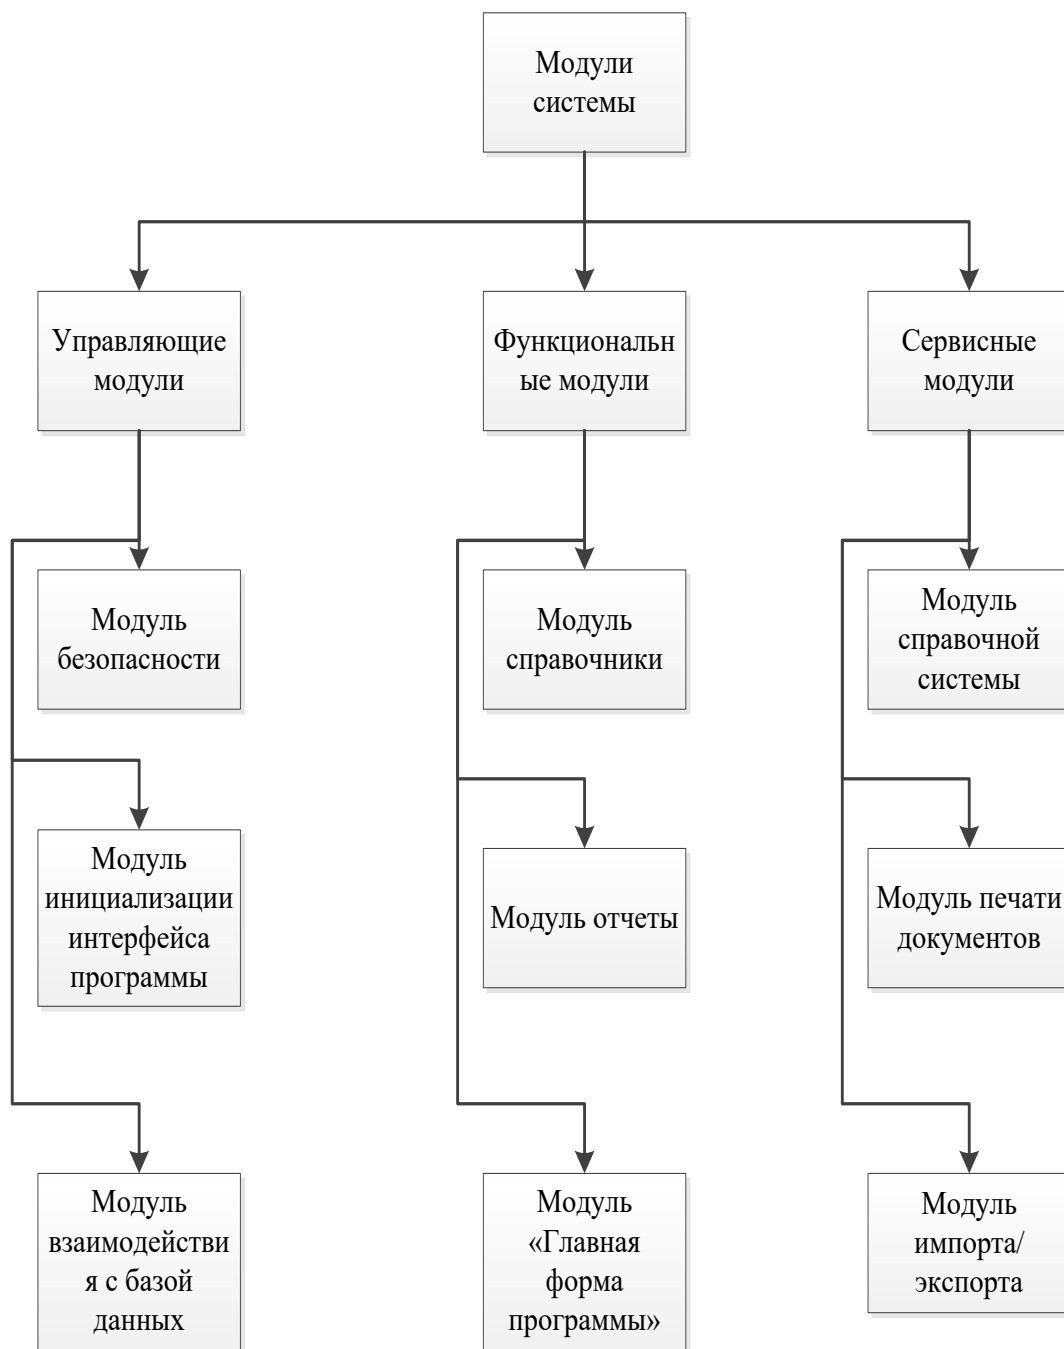 Модули
системы
Управляющие
модули
Функциональн
ые модули
Сервисные
модули
Модуль
безопасности
Модуль
справочники
Модуль
справочной
системы
Модуль
инициализации
интерфейса
программы
Модуль отчеты
Модуль печати
документов
Модуль
взаимодействи
я с базой
данных
Модуль
«Главная
форма
программы»
Модуль
импорта/
экспорта